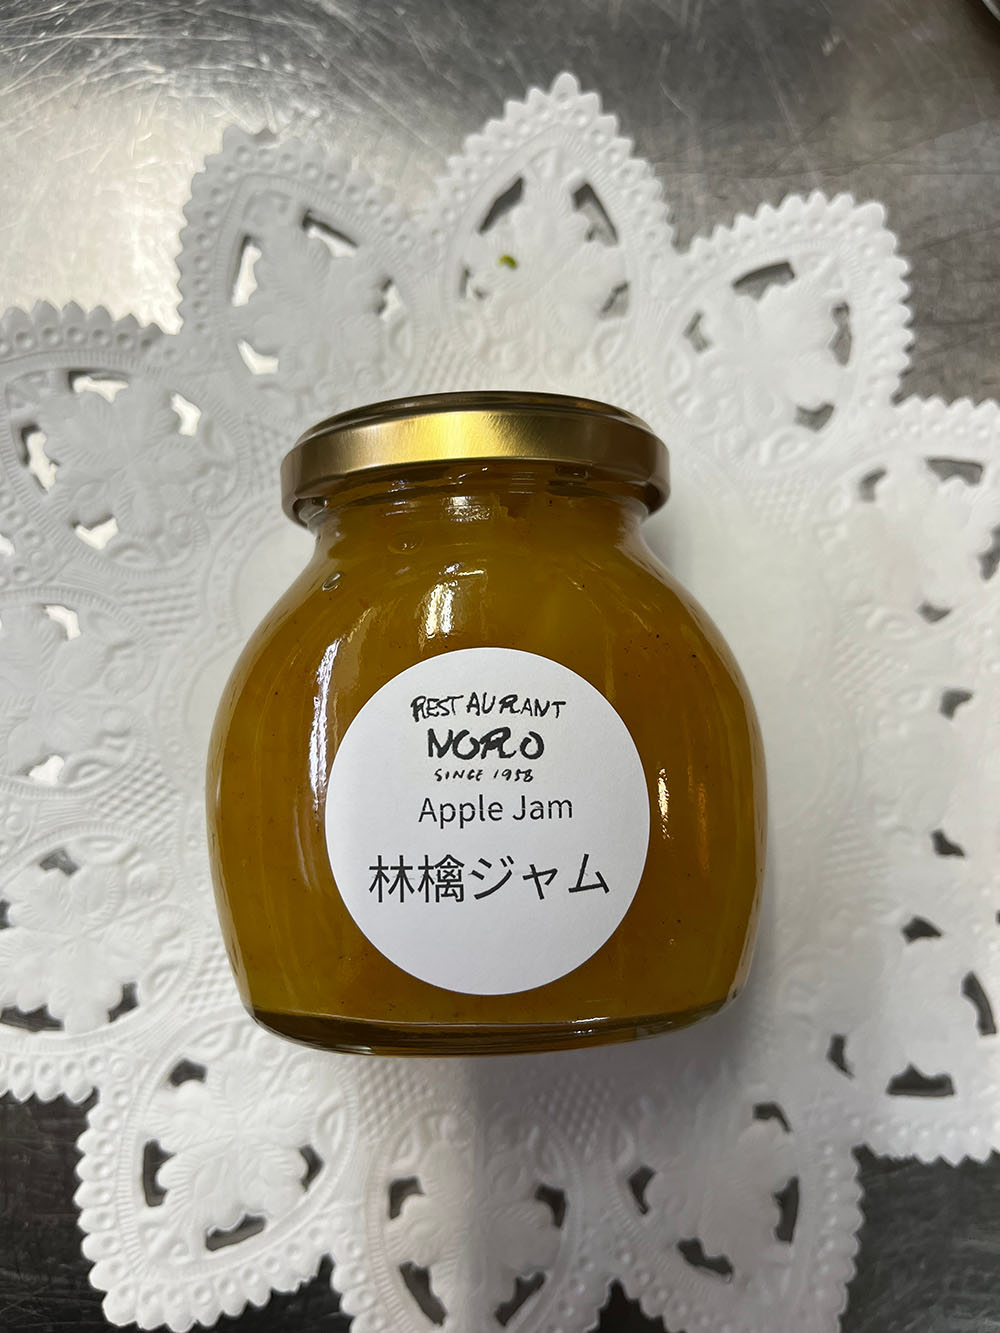 RESTAURANT
NORO
SINCE 1958
Apple Jam
林檎ジャム